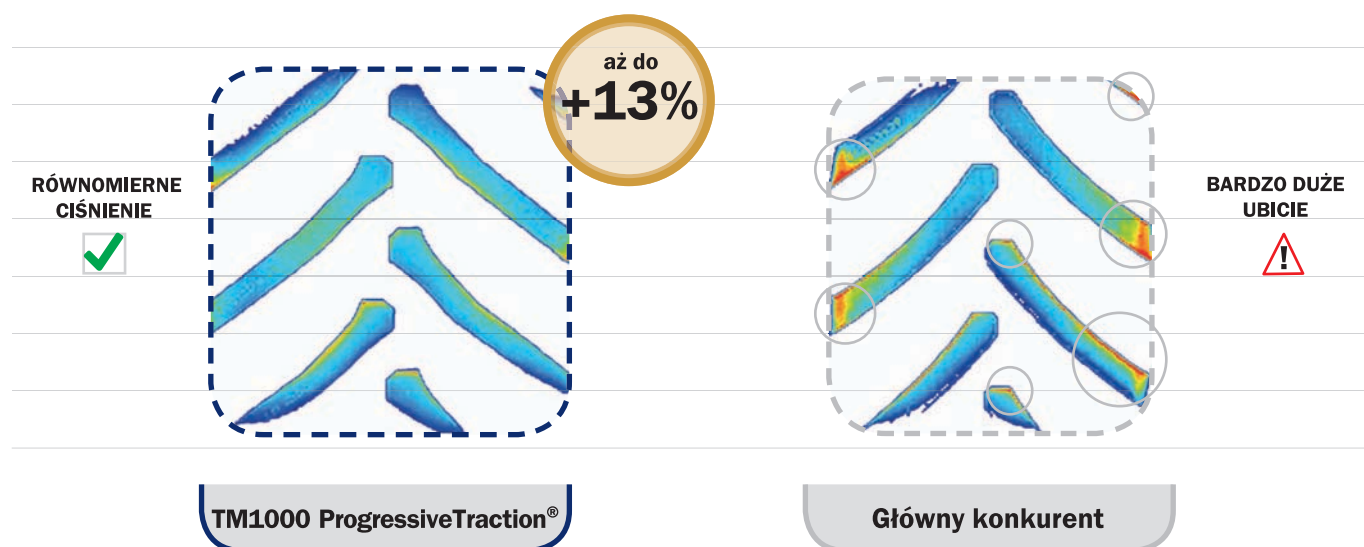 aż do
+13%
RÓWNOMIERNE
CIŚNIENIE
BARDZO DUŻE
UBICIE
!
TM1000 ProgressiveTraction®
Główny konkurent